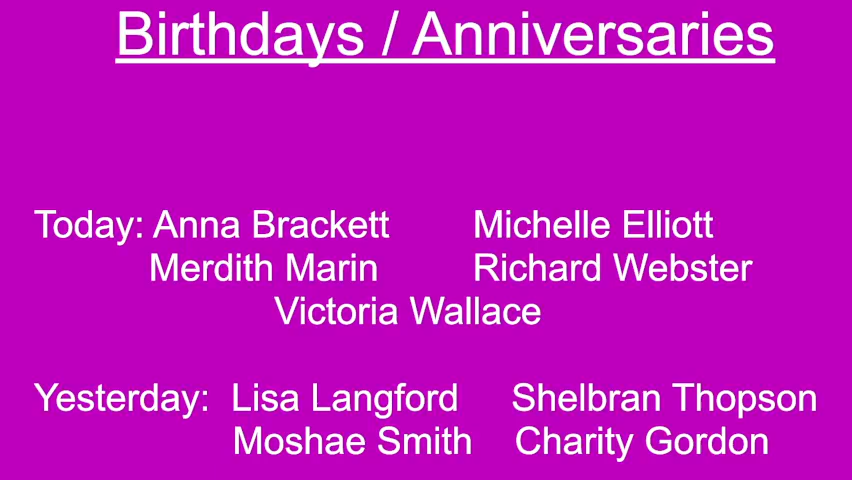 Birthdays / Anniversaries
Today: Anna Brackett Michelle Elliott
Merdith Marin Richard Webster
Victoria Wallace
Yesterday: Lisa Langford Shelbran Thopson
Moshae Smith Charity Gordon